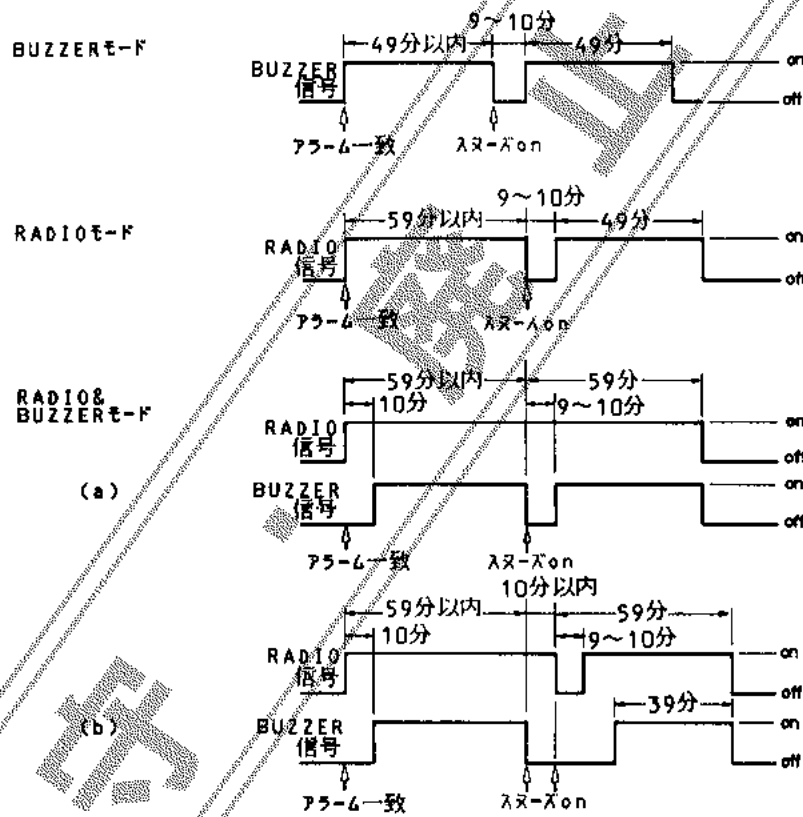 BUZZERモード
9～10分
49分以内
49分
BUZZER
信号
on
off
アラーム一致
スヌーズon
RADIOモード
9～10分
59分以内
49分
RADIO
信号
on
off
アラーム一致
スヌーズon
RADIO&
BUZZERモード
59分以内
59分
10分
9～10分
RADIO
信号
on
off
(a)
BUZZER
信号
on
off
アラーム一致
スヌーズon
10分以内
59分以内
59分
10分
9～10分
RADIO
信号
on
off
39分
(b)
BUZZER
信号
on
off
アラーム一致
スヌーズon